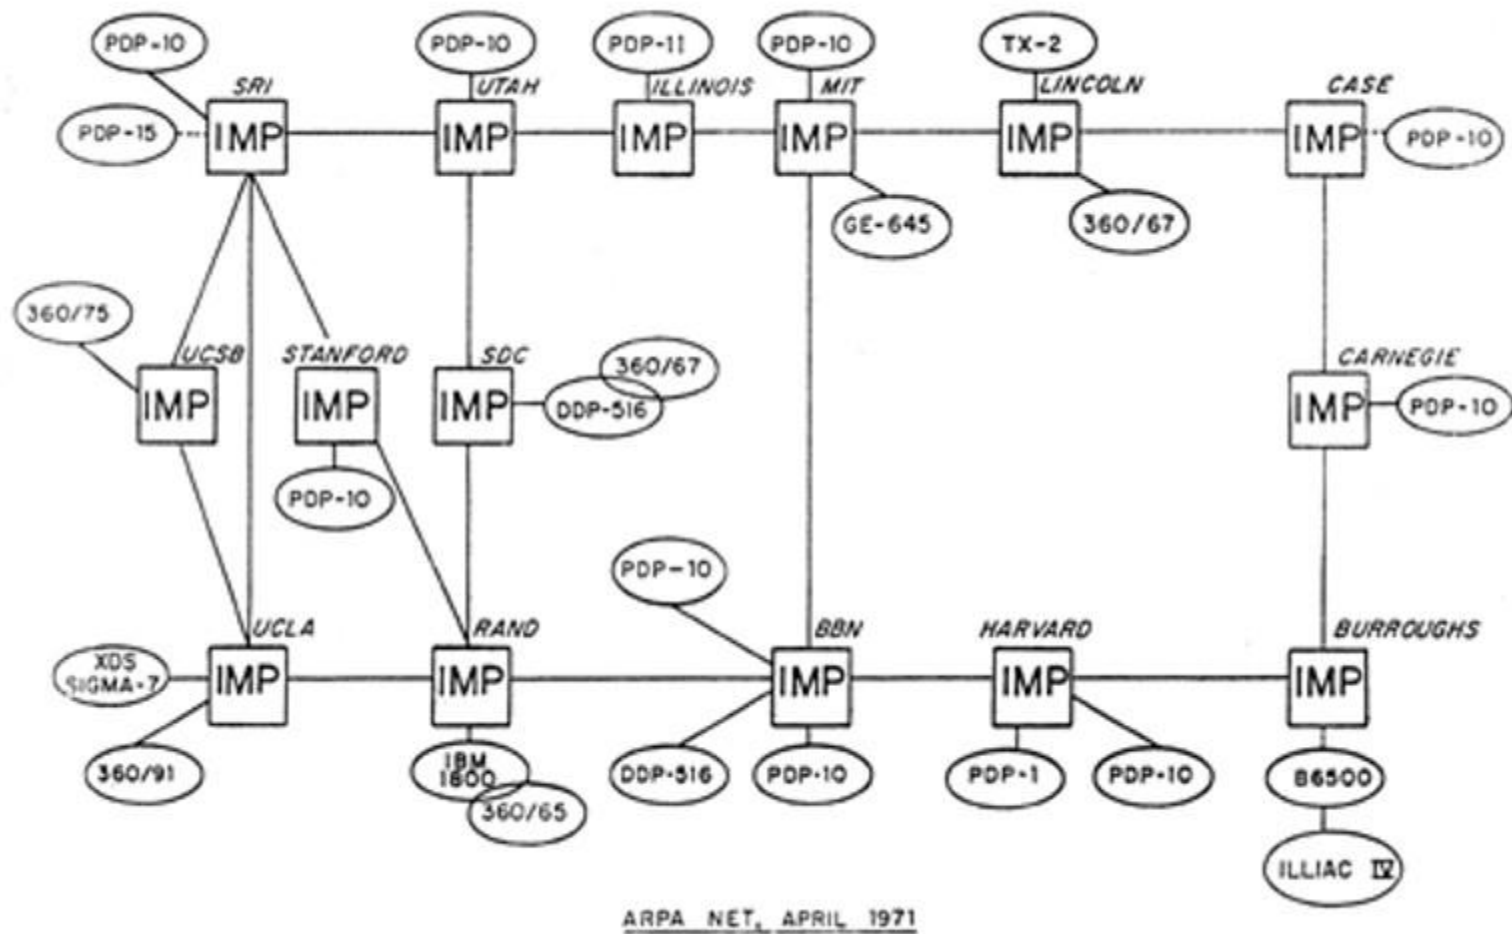 PDP-10
PDP-10
PDP-11
PDP-10
TX-2
SRI
UTAH
ILLINOIS
MIT
LINCOLN
CASE
PDP-15
IMP
IMP
IMP
IMP
IMP
IMP
PDP-10
GE-645
360/67
360/75
UCSB
STANFORD
SDC
360/67
CARNEGIE
IMP
IMP
IMP
DDP-516
IMP
PDP-10
PDP-10
PDP-10
UCLA
RAND
BBN
HARVARD
BURROUGHS
XDS
SIGMA-7
IMP
IMP
IMP
IMP
IMP
360/91
IBM
1800
360/65
DDP-516
PDP-10
PDP-1
PDP-10
B6500
ILLIAC IV
ARPA NET, APRIL 1971